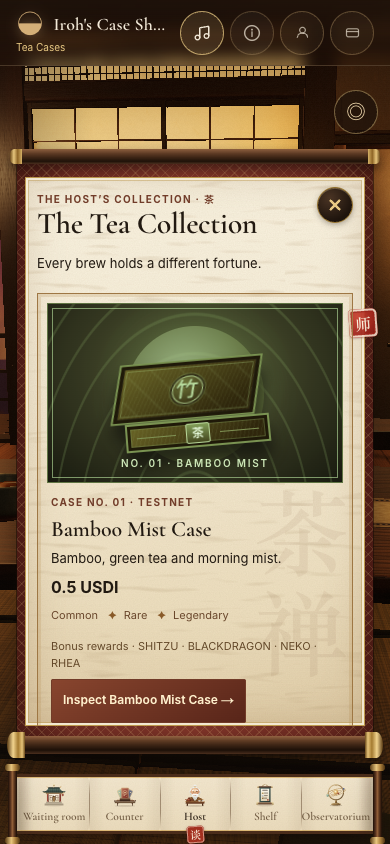 Iroh's Case Sh...
Tea Cases
THE HOST'S COLLECTION · 茶
The Tea Collection
Every brew holds a different fortune.
师
竹
茶
NO. 01 · BAMBOO MIST
CASE NO. 01 · TESTNET
Bamboo Mist Case
Bamboo, green tea and morning mist.
0.5 USDI
Common ✦ Rare ✦ Legendary
茶
禅
Bonus rewards · SHITZU · BLACKDRAGON · NEKO ·
RHEA
Inspect Bamboo Mist Case →
Waiting room
Counter
Host
Shelf
Observatorium
谈